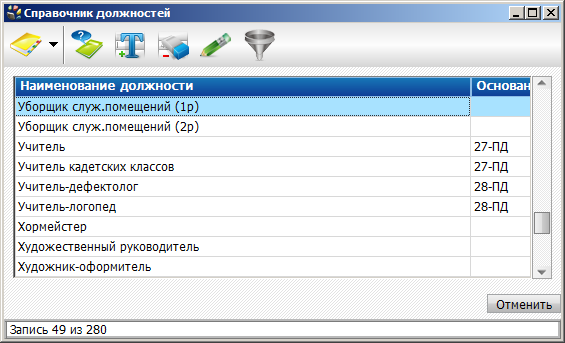 Справочник должностей
Наименование должности Основан
Уборщик служ.помещений (1р)
Уборщик служ.помещений (2р)
Учитель 27-ПД
Учитель кадетских классов 27-ПД
Учитель-дефектолог 28-ПД
Учитель-логопед 28-ПД
Хормейстер
Художественный руководитель
Художник-оформитель
Отменить
Запись 49 из 280